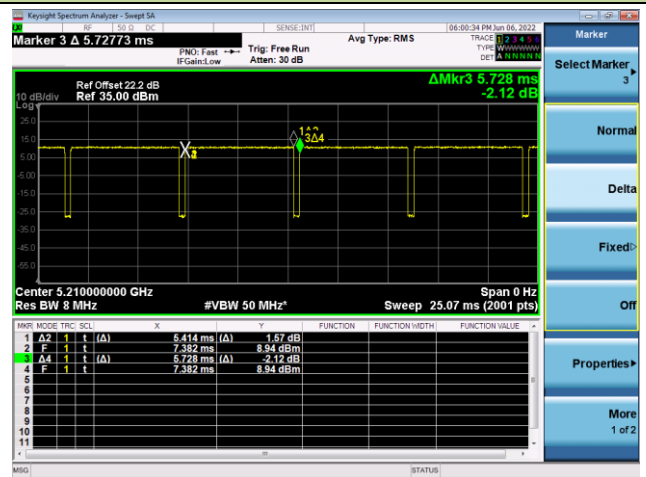 Keysight Spectrum Analyzer - Swept SA
RF 50 Ω DC SENSE:INT 06:00:34 PM Jun 06, 2022
Marker 3 Δ 5.72773 ms Avg Type: RMS TRACE 1 2 3 4 5 6
PNO: Fast Trig: Free Run TYPE WWWWWW
IFGain:Low Atten: 30 dB DET A N N N N N
ΔMkr3 5.728 ms
-2.12 dB
Ref Offset 22.2 dB
10 dB/div Ref 35.00 dBm
Log
25.0
15.0
5.00
-5.00
-15.0
-25.0
-35.0
-45.0
-55.0
3Δ4
Center 5.210000000 GHz Span 0 Hz
Res BW 8 MHz #VBW 50 MHz* Sweep 25.07 ms (2001 pts)
MKR MODE TRC SCL X Y FUNCTION FUNCTION WIDTH FUNCTION VALUE
1 Δ2 1 t (Δ) 5.414 ms (Δ) 1.57 dB
2 F 1 t 7.382 ms 8.94 dBm
3 Δ4 1 t (Δ) 5.728 ms (Δ) -2.12 dB
4 F 1 t 7.382 ms 8.94 dBm
5
6
7
8
9
10
11
MSG STATUS
Marker
Select Marker
3
Normal
Delta
Fixed
Off
Properties
More
1 of 2